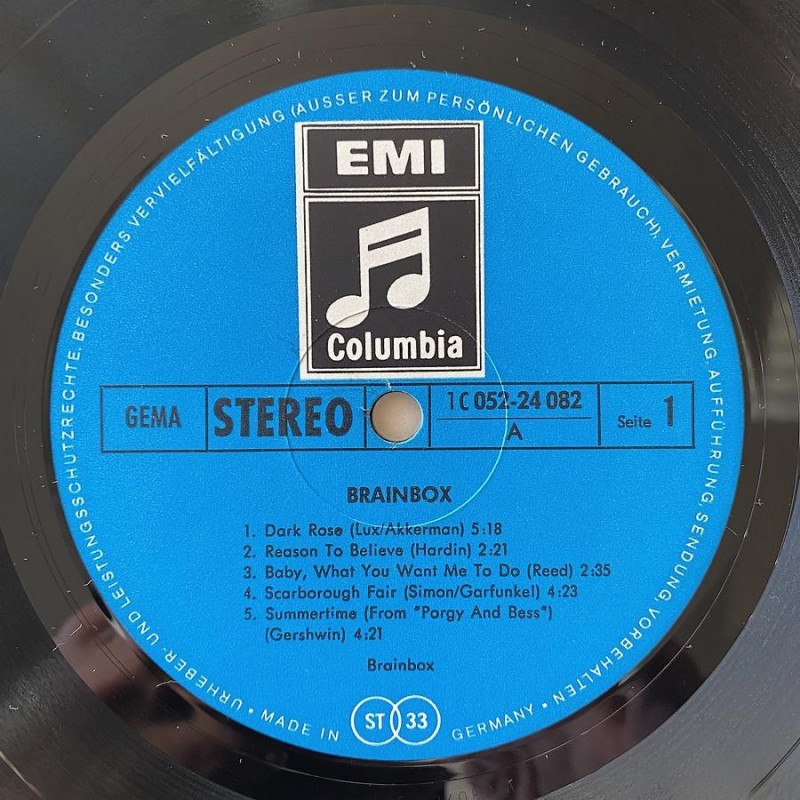 URHEBER- UND LEISTUNGSSCHUTZRECHTE, BESONDERS VERVIELFÄLTIGUNG (AUSSER ZUM PERSÖNLICHEN GEBRAUCH), VERMIETUNG, AUFFÜHRUNG, SENDUNG, VORBEHALTEN
EMI
Columbia
GEMA STEREO 1 C 052-24 082 Seite 1
A
BRAINBOX
1. Dark Rose (Lux/Akkerman) 5:18
2. Reason To Believe (Hardin) 2:21
3. Baby, What You Want Me To Do (Reed) 2:35
4. Scarborough Fair (Simon/Garfunkel) 4:23
5. Summertime (From "Porgy And Bess")
(Gershwin) 4:21
Brainbox
• MADE IN ST 33 GERMANY •